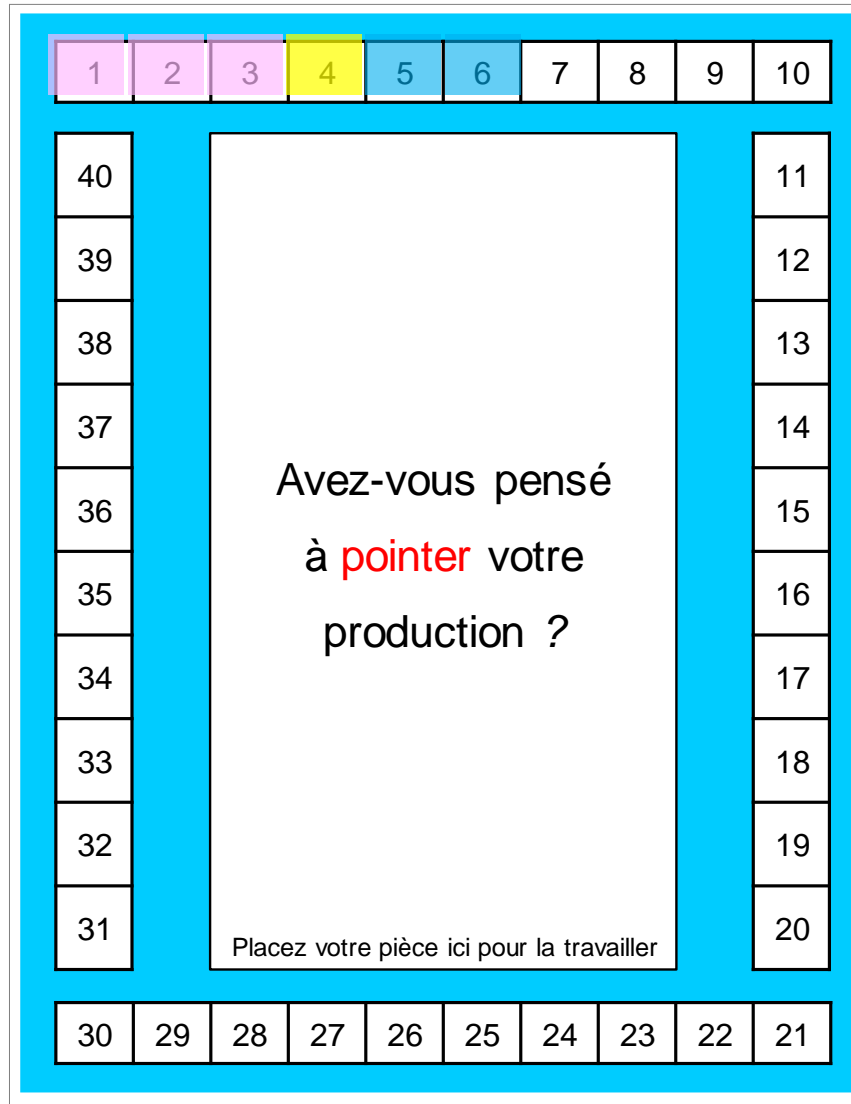 1 2 3 4 5 6 7 8 9 10
40 11
39 12
38 13
37 14
36 15
35 16
34 17
33 18
32 19
31 20
Avez-vous pensé
à pointer votre
production ?
Placez votre pièce ici pour la travailler
30 29 28 27 26 25 24 23 22 21